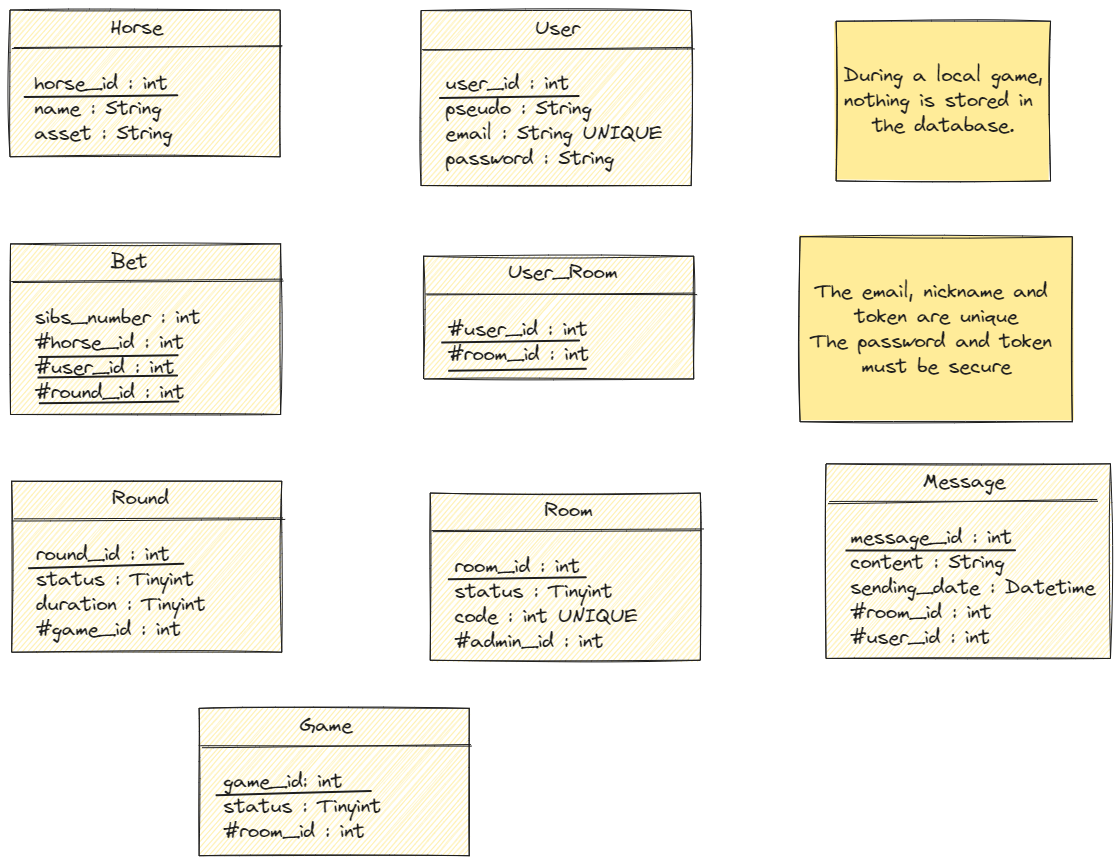 Horse
horse_id : int
name : String
asset : String
User
user_id : int
pseudo : String
email : String UNIQUE
password : String
During a local game,
nothing is stored in
the database.
Bet
sibs_number : int
#horse_id : int
#user_id : int
#round_id : int
User_Room
#user_id : int
#room_id : int
The email, nickname and
token are unique
The password and token
must be secure
Round
round_id : int
status : Tinyint
duration : Tinyint
#game_id : int
Room
room_id : int
status : Tinyint
code : int UNIQUE
#admin_id : int
Message
message_id : int
content : String
sending_date : Datetime
#room_id : int
#user_id : int
Game
game_id: int
status : Tinyint
#room_id : int